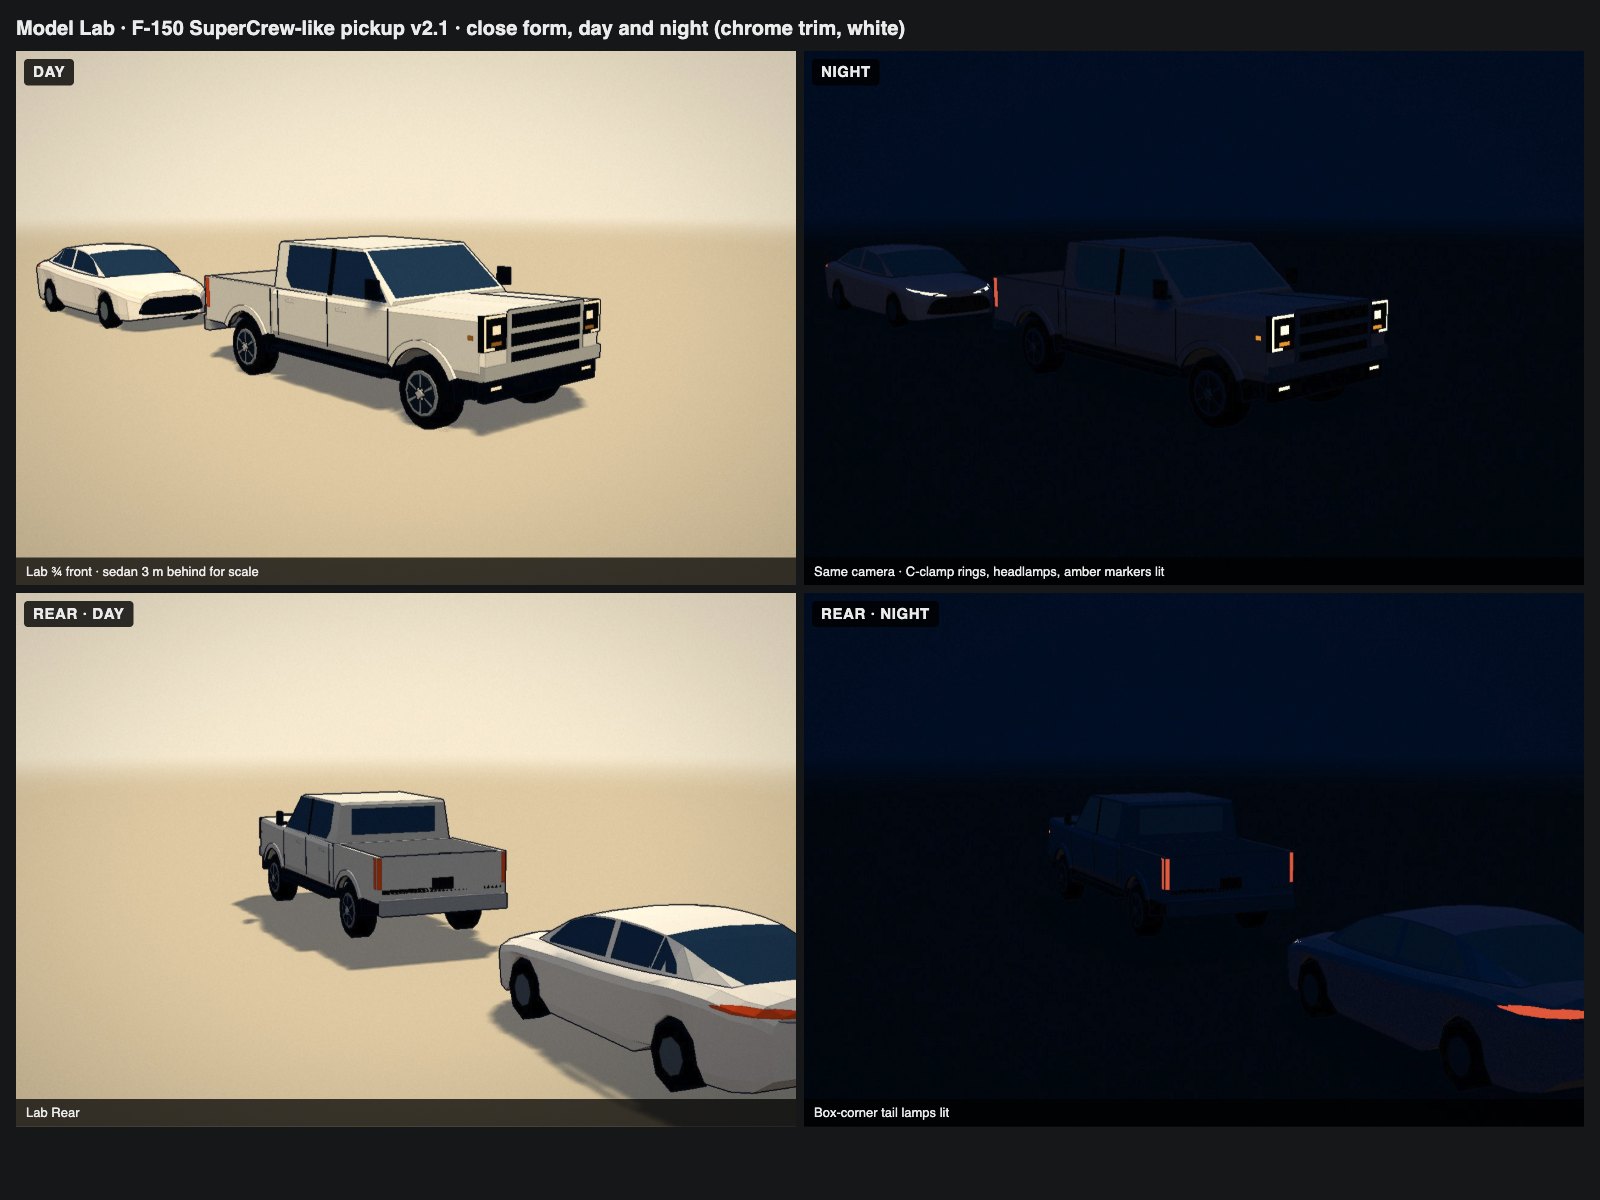 Model Lab · F-150 SuperCrew-like pickup v2.1 · close form, day and night (chrome trim, white)
DAY
NIGHT
Lab ¾ front · sedan 3 m behind for scale
Same camera · C-clamp rings, headlamps, amber markers lit
REAR · DAY
REAR · NIGHT
Lab Rear
Box-corner tail lamps lit